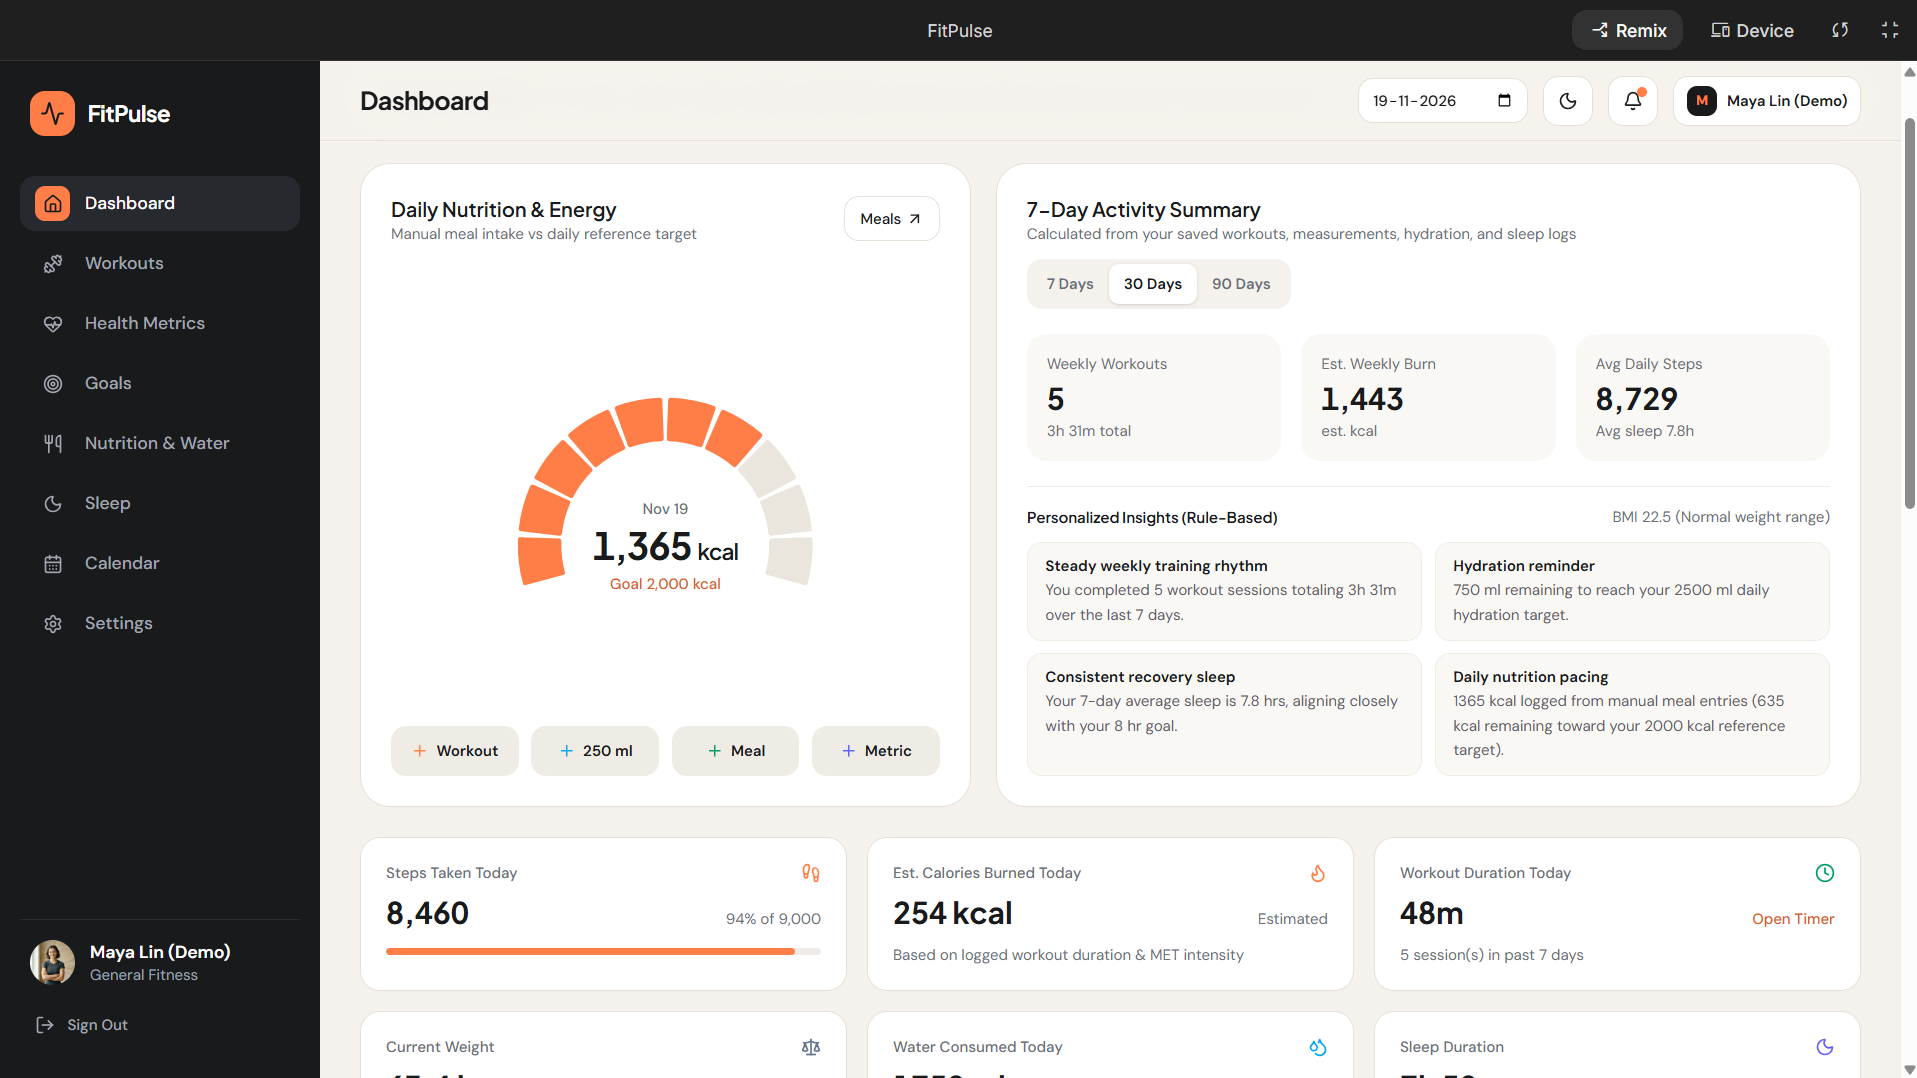 FitPulse
Remix
Device
FitPulse
Dashboard
Workouts
Health Metrics
Goals
Nutrition & Water
Sleep
Calendar
Settings
Maya Lin (Demo)
General Fitness
Sign Out
Dashboard
19-11-2026
M
Maya Lin (Demo)
Daily Nutrition & Energy
Manual meal intake vs daily reference target
Meals
Nov 19
1,365 kcal
Goal 2,000 kcal
+ Workout
+ 250 ml
+ Meal
+ Metric
7-Day Activity Summary
Calculated from your saved workouts, measurements, hydration, and sleep logs
7 Days
30 Days
90 Days
Weekly Workouts
5
3h 31m total
Est. Weekly Burn
1,443
est. kcal
Avg Daily Steps
8,729
Avg sleep 7.8h
Personalized Insights (Rule-Based)
BMI 22.5 (Normal weight range)
Steady weekly training rhythm
You completed 5 workout sessions totaling 3h 31m
over the last 7 days.
Hydration reminder
750 ml remaining to reach your 2500 ml daily
hydration target.
Consistent recovery sleep
Your 7-day average sleep is 7.8 hrs, aligning closely
with your 8 hr goal.
Daily nutrition pacing
1365 kcal logged from manual meal entries (635
kcal remaining toward your 2000 kcal reference
target).
Steps Taken Today
8,460
94% of 9,000
Est. Calories Burned Today
254 kcal
Estimated
Based on logged workout duration & MET intensity
Workout Duration Today
48m
Open Timer
5 session(s) in past 7 days
Current Weight
Water Consumed Today
Sleep Duration